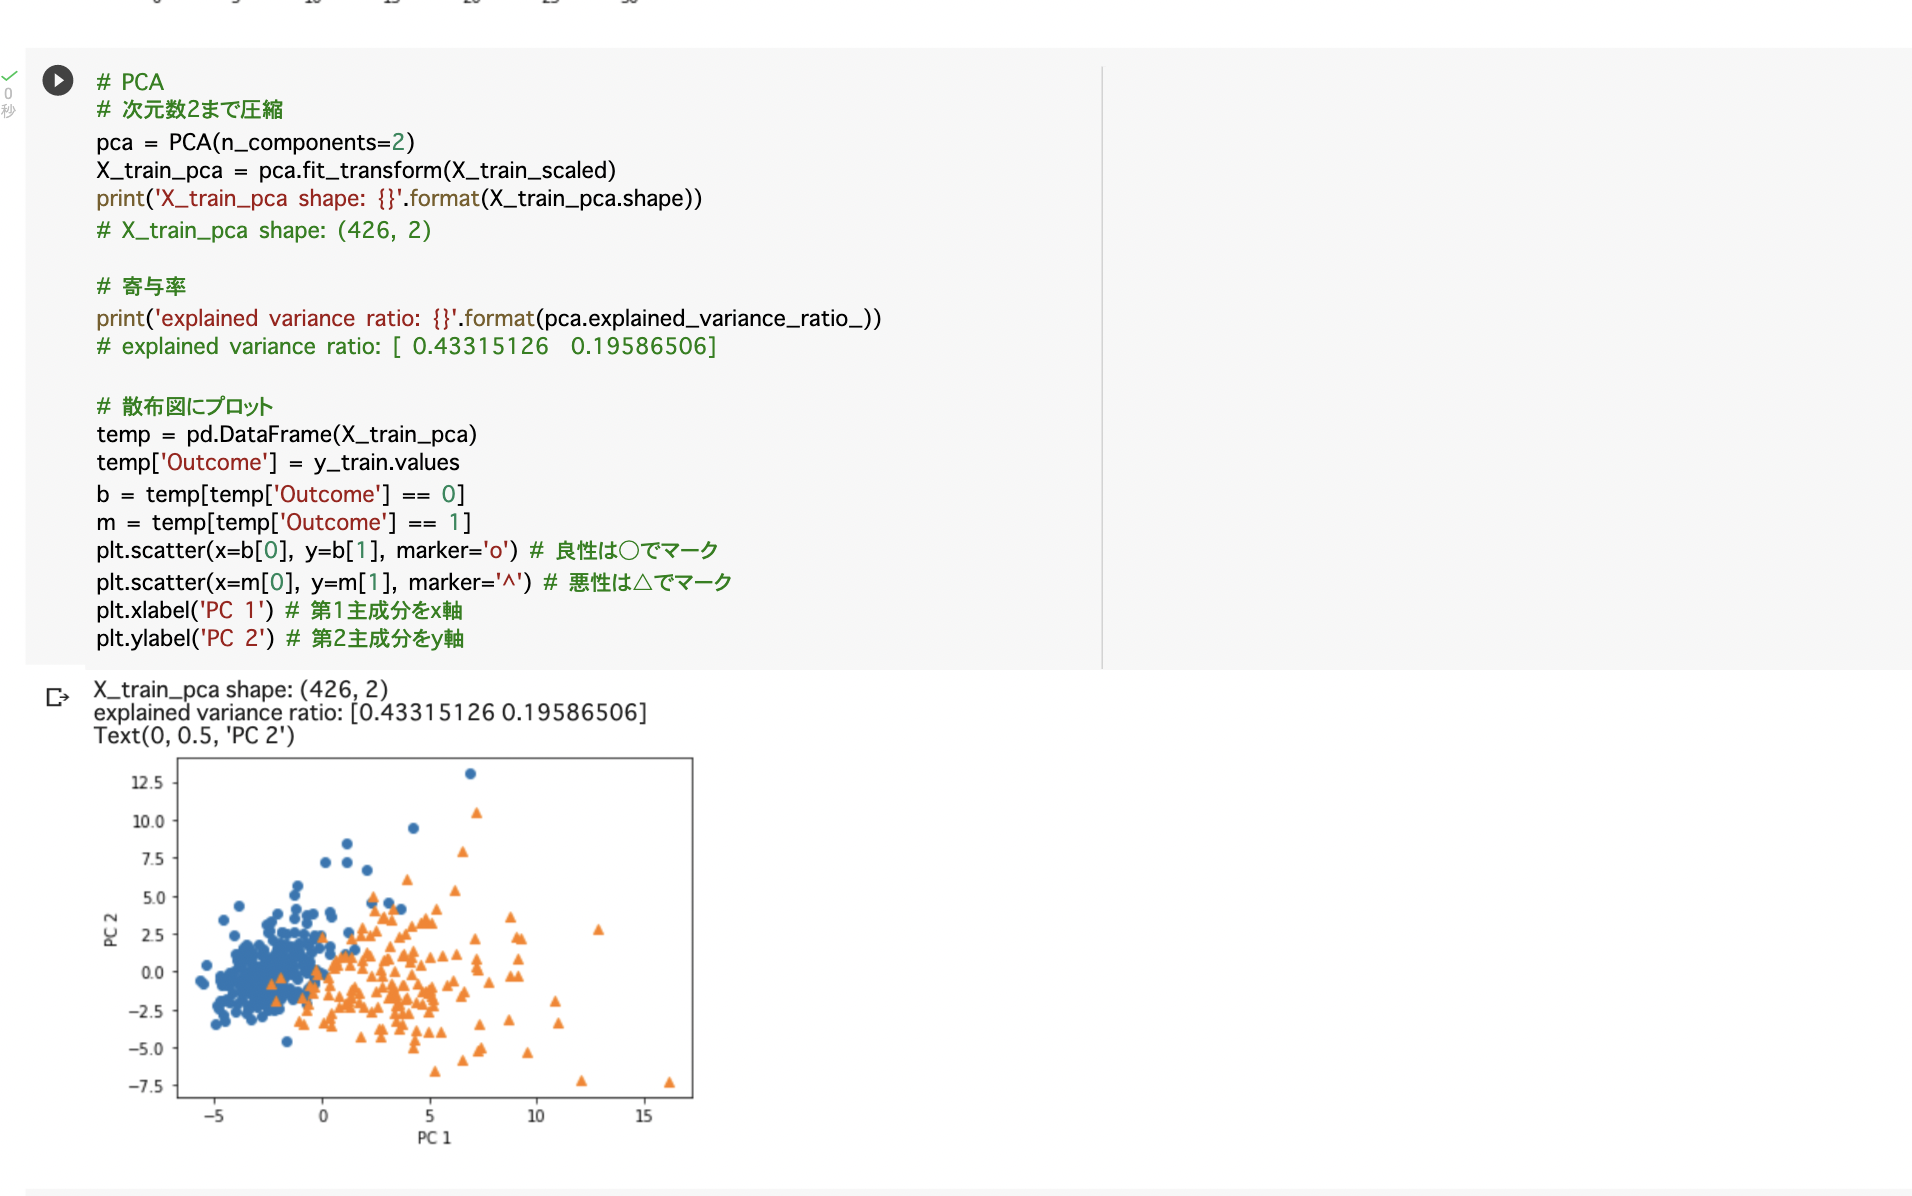 0
秒
# PCA
# 次元数2まで圧縮
pca = PCA(n_components=2)
X_train_pca = pca.fit_transform(X_train_scaled)
print('X_train_pca shape: {}'.format(X_train_pca.shape))
# X_train_pca shape: (426, 2)
# 寄与率
print('explained variance ratio: {}'.format(pca.explained_variance_ratio_))
# explained variance ratio: [ 0.43315126  0.19586506]
# 散布図にプロット
temp = pd.DataFrame(X_train_pca)
temp['Outcome'] = y_train.values
b = temp[temp['Outcome'] == 0]
m = temp[temp['Outcome'] == 1]
plt.scatter(x=b[0], y=b[1], marker='o') # 良性は○でマーク
plt.scatter(x=m[0], y=m[1], marker='^') # 悪性は△でマーク
plt.xlabel('PC 1') # 第1主成分をx軸
plt.ylabel('PC 2') # 第2主成分をy軸
X_train_pca shape: (426, 2)
explained variance ratio: [0.43315126 0.19586506]
Text(0, 0.5, 'PC 2')
12.5
10.0
7.5
5.0
2.5
0.0
−2.5
−5.0
−7.5
PC 2
−5 0 5 10 15
PC 1